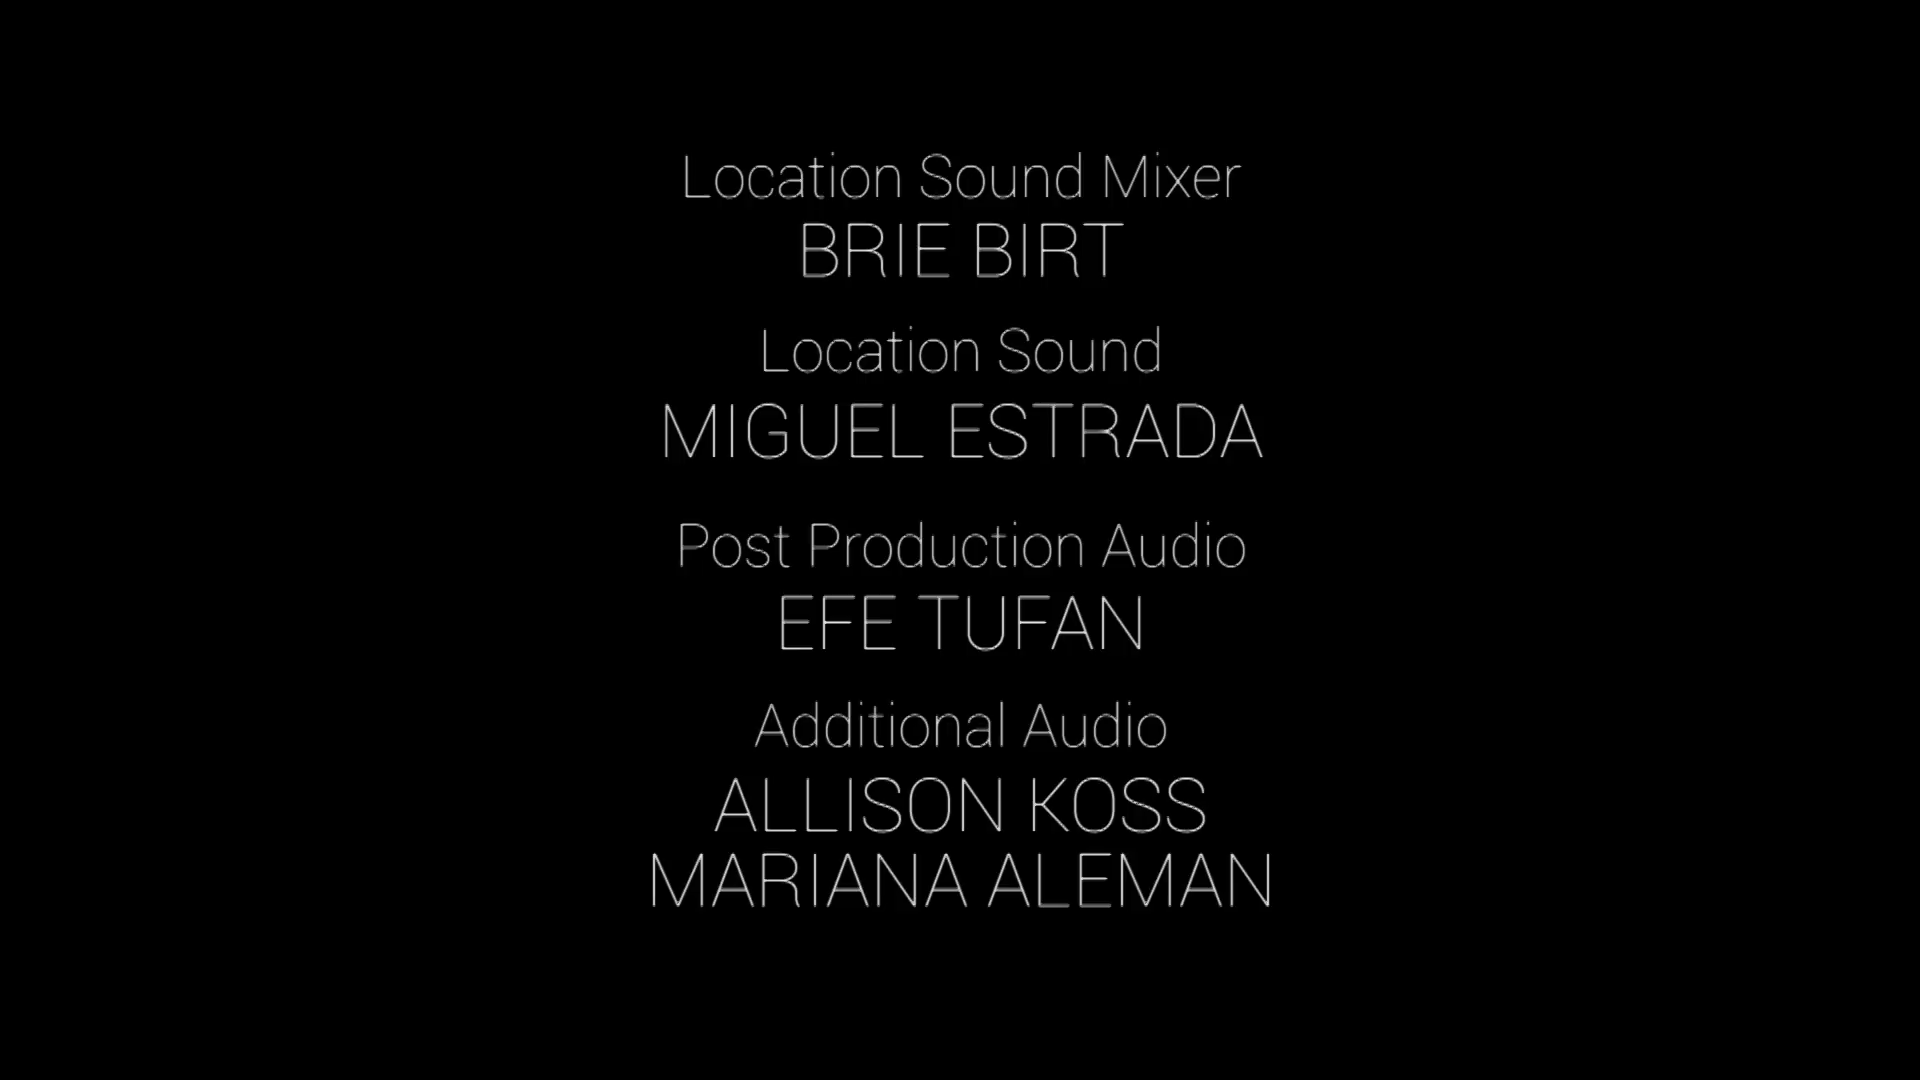 Location Sound Mixer
BRIE BIRT
Location Sound
MIGUEL ESTRADA
Post Production Audio
EFE TUFAN
Additional Audio
ALLISON KOSS
MARIANA ALEMAN